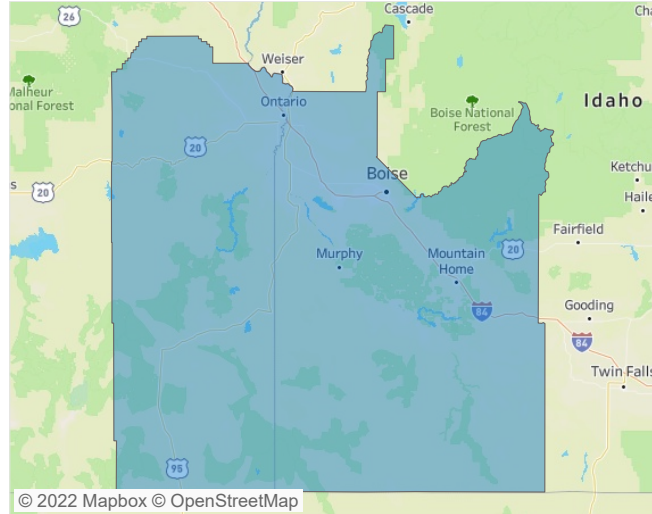 Cascade
Cha
26
Weiser
Malheur
onal Forest
Ontario
Boise National
Forest
Idaho
20
Ketchu
s
20
Boise
Haile
Fairfield
20
Murphy
Mountain
Home
Gooding
84
84
Twin Falls
95
© 2022 Mapbox © OpenStreetMap